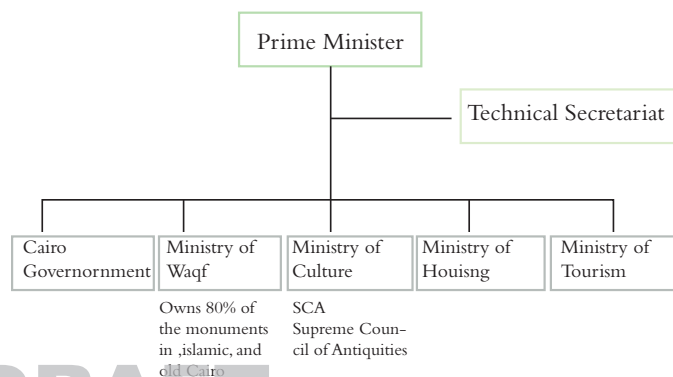 Prime Minister
Technical Secretariat
Cairo
Governornment
Ministry of
Waqf
Ministry of
Culture
Ministry of
Houisng
Ministry of
Tourism
Owns 80% of
the monuments
in ,islamic, and
old Cairo
SCA
Supreme Coun-
cil of Antiquities
DRAFT